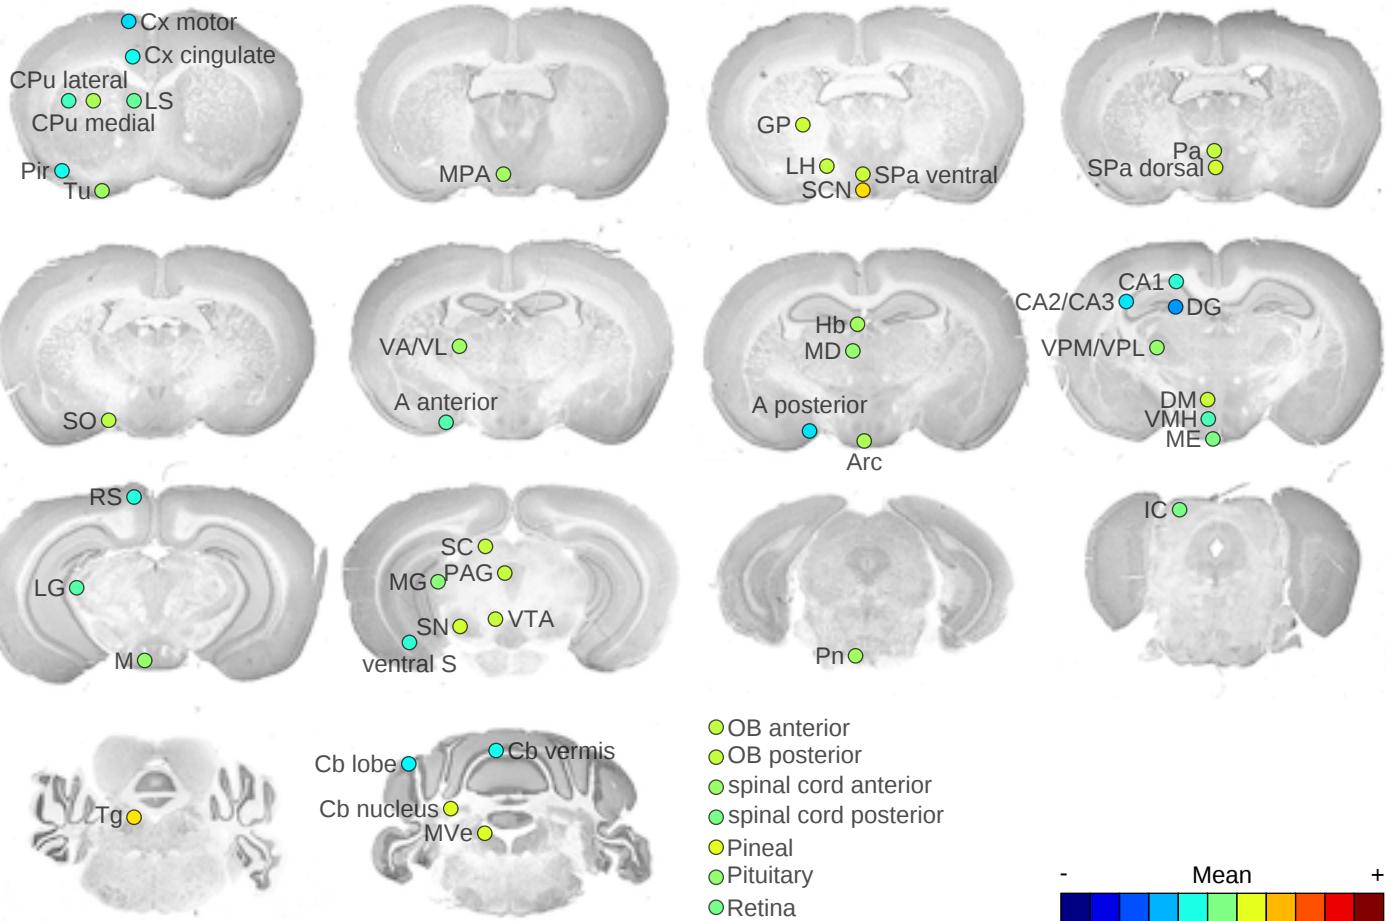 Cx motor
Cx cingulate
CPu lateral
LS
CPu medial
Pir
Tu
MPA
GP
LH
SPa ventral
SCN
Pa
SPa dorsal
SO
VA/VL
A anterior
Hb
MD
A posterior
Arc
CA1
CA2/CA3
DG
VPM/VPL
DM
VMH
ME
RS
LG
M
SC
PAG
MG
VTA
SN
ventral S
Pn
IC
Tg
Cb vermis
Cb lobe
Cb nucleus
MVe
OB anterior
OB posterior
spinal cord anterior
spinal cord posterior
Pineal
Pituitary
Retina
- Mean +